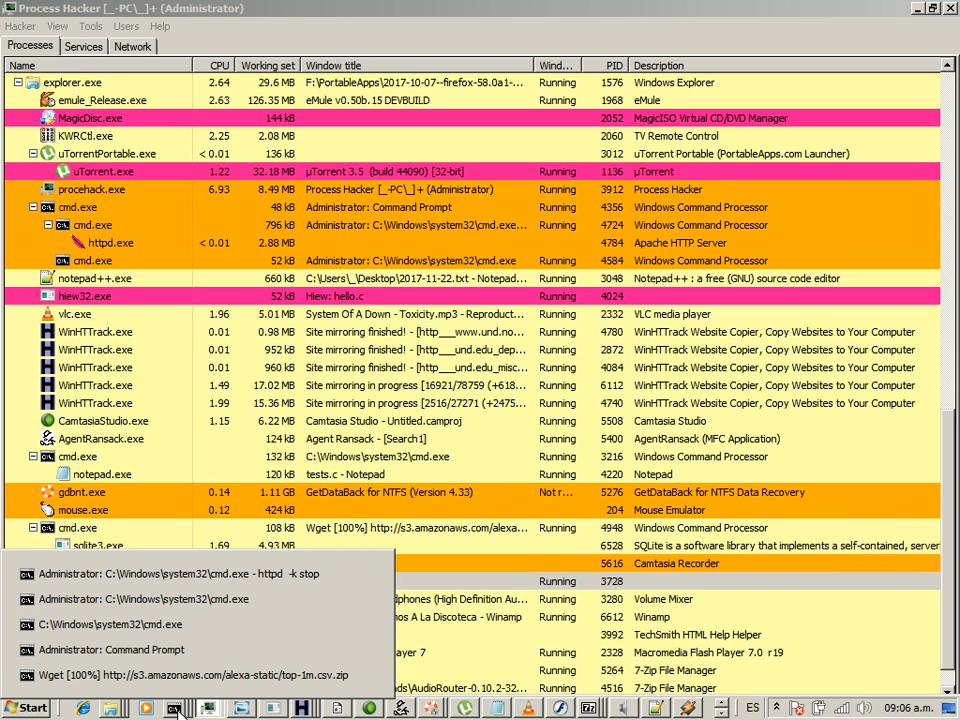 Process Hacker [_-PC\_]+ (Administrator)
Hacker View Tools Users Help
Processes Services Network
Name CPU Working set Window title Wind... PID Description
explorer.exe 2.64 29.6 MB F:\PortableApps\2017-10-07--firefox-58.0a1-... Running 1576 Windows Explorer
emule_Release.exe 2.63 126.35 MB eMule v0.50b.15 DEVBUILD Running 1968 eMule
MagicDisc.exe 144 kB 2052 MagicISO Virtual CD/DVD Manager
KWRCtl.exe 2.25 2.08 MB 2060 TV Remote Control
uTorrentPortable.exe < 0.01 136 kB 3012 uTorrent Portable (PortableApps.com Launcher)
uTorrent.exe 1.22 32.18 MB µTorrent 3.5 (build 44090) [32-bit] Running 1136 µTorrent
procehack.exe 6.93 8.49 MB Process Hacker [_-PC\_]+ (Administrator) Running 3912 Process Hacker
cmd.exe 48 kB Administrator: Command Prompt Running 4356 Windows Command Processor
cmd.exe 796 kB Administrator: C:\Windows\system32\cmd.exe... Running 4724 Windows Command Processor
httpd.exe < 0.01 2.88 MB 4784 Apache HTTP Server
cmd.exe 52 kB Administrator: C:\Windows\system32\cmd.exe Running 4584 Windows Command Processor
notepad++.exe 660 kB C:\Users\_\Desktop\2017-11-22.txt - Notepad... Running 3048 Notepad++ : a free (GNU) source code editor
hiew32.exe 52 kB Hiew: hello.c Running 4024
vlc.exe 1.96 5.01 MB System Of A Down - Toxicity.mp3 - Reproduct... Running 2332 VLC media player
WinHTTrack.exe 0.01 0.98 MB Site mirroring finished! - [http___www.und.no... Running 4780 WinHTTrack Website Copier, Copy Websites to Your Computer
WinHTTrack.exe 0.01 952 kB Site mirroring finished! - [http___und.edu_dep... Running 2872 WinHTTrack Website Copier, Copy Websites to Your Computer
WinHTTrack.exe 0.01 960 kB Site mirroring finished! - [http___und.edu_misc... Running 4084 WinHTTrack Website Copier, Copy Websites to Your Computer
WinHTTrack.exe 1.49 17.02 MB Site mirroring in progress [16921/78759 (+618... Running 6112 WinHTTrack Website Copier, Copy Websites to Your Computer
WinHTTrack.exe 1.99 15.36 MB Site mirroring in progress [2516/27271 (+2475... Running 4740 WinHTTrack Website Copier, Copy Websites to Your Computer
CamtasiaStudio.exe 1.15 6.22 MB Camtasia Studio - Untitled.camproj Running 5508 Camtasia Studio
AgentRansack.exe 124 kB Agent Ransack - [Search1] Running 5400 AgentRansack (MFC Application)
cmd.exe 132 kB C:\Windows\system32\cmd.exe Running 3216 Windows Command Processor
notepad.exe 120 kB tests.c - Notepad Running 4220 Notepad
gdbnt.exe 0.14 1.11 GB GetDataBack for NTFS (Version 4.33) Not r... 5276 GetDataBack for NTFS Data Recovery
mouse.exe 0.12 424 kB 204 Mouse Emulator
cmd.exe 108 kB Wget [100%] http://s3.amazonaws.com/alexa... Running 4948 Windows Command Processor
sqlite3.exe 1.69 4.93 MB 6528 SQLite is a software library that implements a self-contained, server
5616 Camtasia Recorder
Running 3728
dphones (High Definition Au... Running 3280 Volume Mixer
mos A La Discoteca - Winamp Running 6612 Winamp
3992 TechSmith HTML Help Helper
ayer 7 Running 2328 Macromedia Flash Player 7.0 r19
Running 5264 7-Zip File Manager
ads\AudioRouter-0.10.2-32... Running 4516 7-Zip File Manager
Administrator: C:\Windows\system32\cmd.exe - httpd -k stop
Administrator: C:\Windows\system32\cmd.exe
C:\Windows\system32\cmd.exe
Administrator: Command Prompt
Wget [100%] http://s3.amazonaws.com/alexa-static/top-1m.csv.zip
Start ES 09:06 a.m.